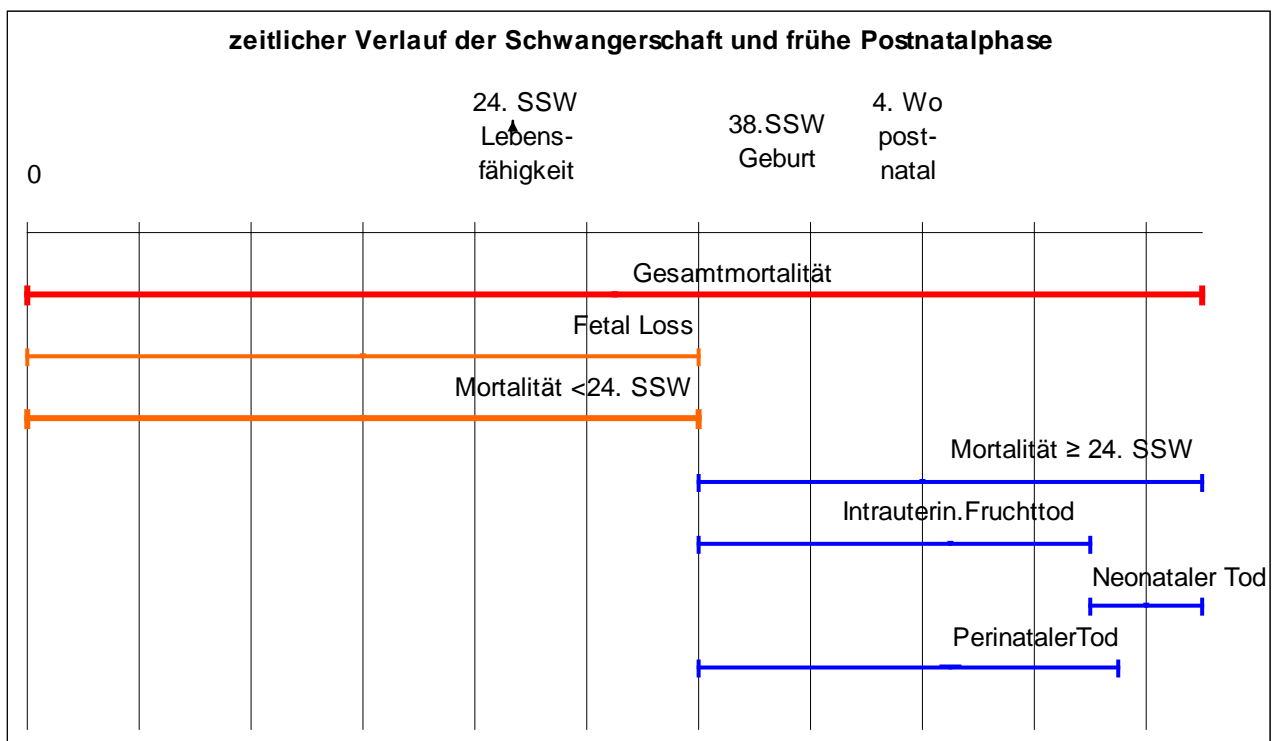 zeitlicher Verlauf der Schwangerschaft und frühe Postnatalphase
24. SSW
Lebens-
fähigkeit
38.SSW
Geburt
4. Wo
post-
natal
0
Gesamtmortalität
Fetal Loss
Mortalität <24. SSW
Mortalität ≥ 24. SSW
Intrauterin.Fruchttod
Neonataler Tod
PerinatalerTod